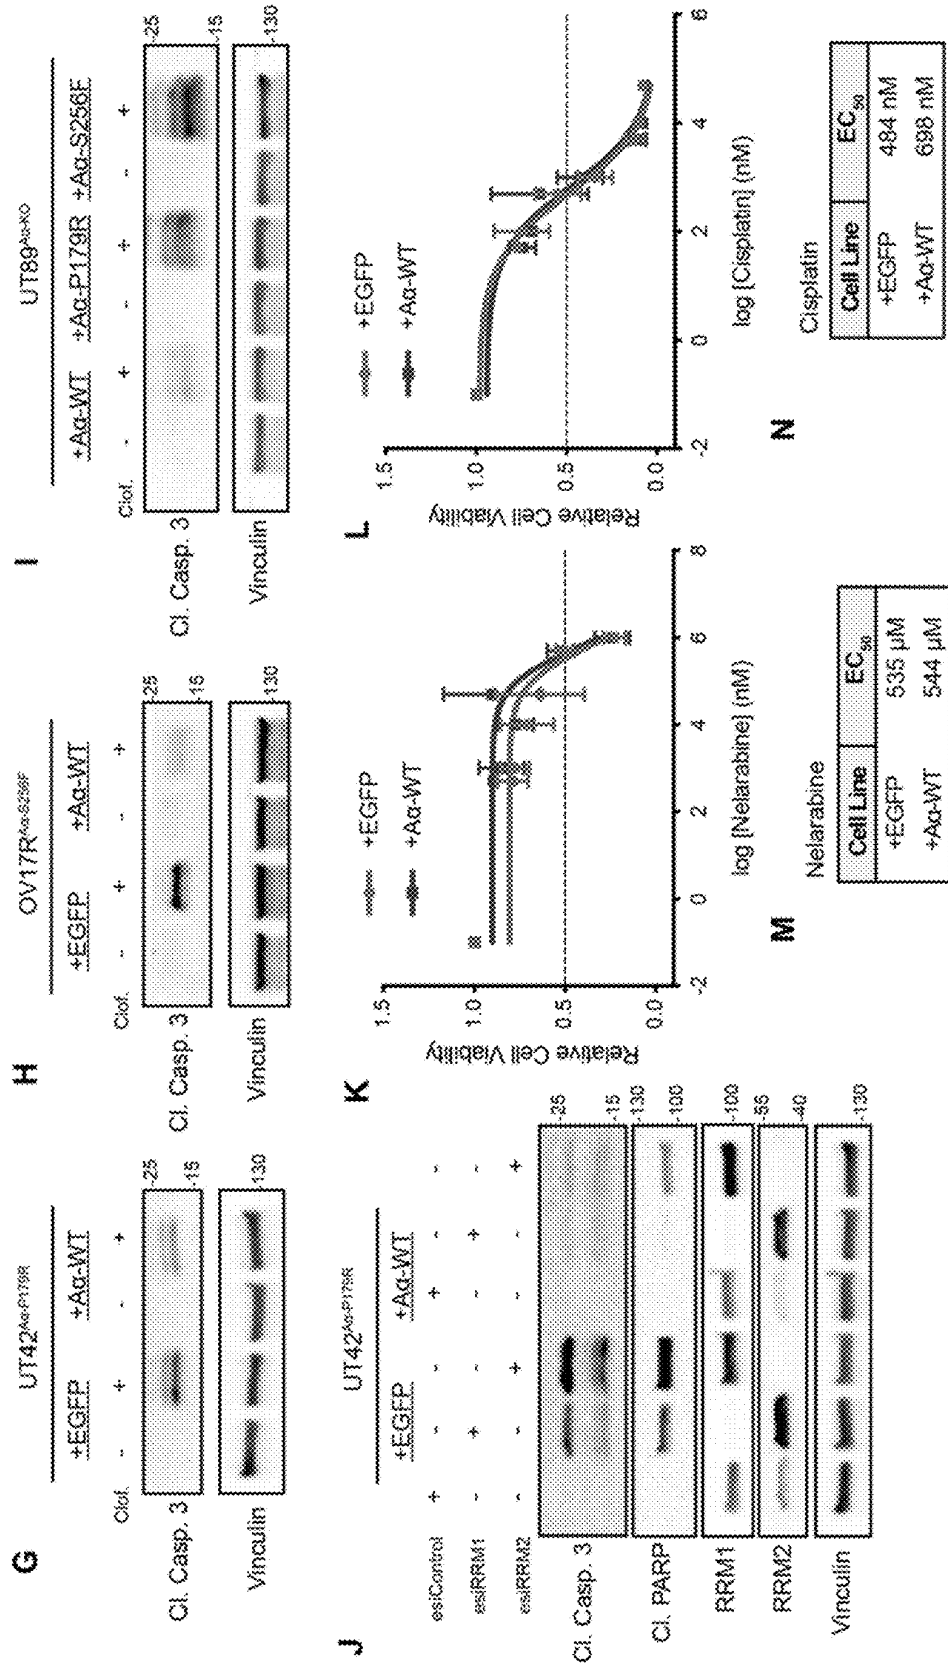 G
UT42Aα-P179R
+EGFP +Aα-WT
Clof. - + - +
Cl. Casp. 3
-25
-15
Vinculin
-130
H
OV17RAα-S256F
+EGFP +Aα-WT
Clof. - + - +
Cl. Casp. 3
-25
-15
Vinculin
-130
I
UT89Aα-KO
+Aα-WT +Aα-P179R +Aα-S256F
Clof. - + - + - +
Cl. Casp. 3
-25
-15
Vinculin
-130
J
UT42Aα-P179R
+EGFP +Aα-WT
esiControl + - - + - -
esiRRM1 - + - - + -
esiRRM2 - - + - - +
Cl. Casp. 3
-25
-15
Cl. PARP
-130
-100
RRM1
-100
RRM2
-55
-40
Vinculin
-130
K
+EGFP
+Aα-WT
Relative Cell Viability
1.5
1.0
0.5
0.0
-2 0 2 4 6 8
log [Nelarabine] (nM)
L
+EGFP
+Aα-WT
Relative Cell Viability
1.5
1.0
0.5
0.0
-2 0 2 4 6
log [Cisplatin] (nM)
M
Nelarabine
Cell Line EC50
+EGFP 535 µM
+Aα-WT 544 µM
N
Cisplatin
Cell Line EC50
+EGFP 484 nM
+Aα-WT 698 nM